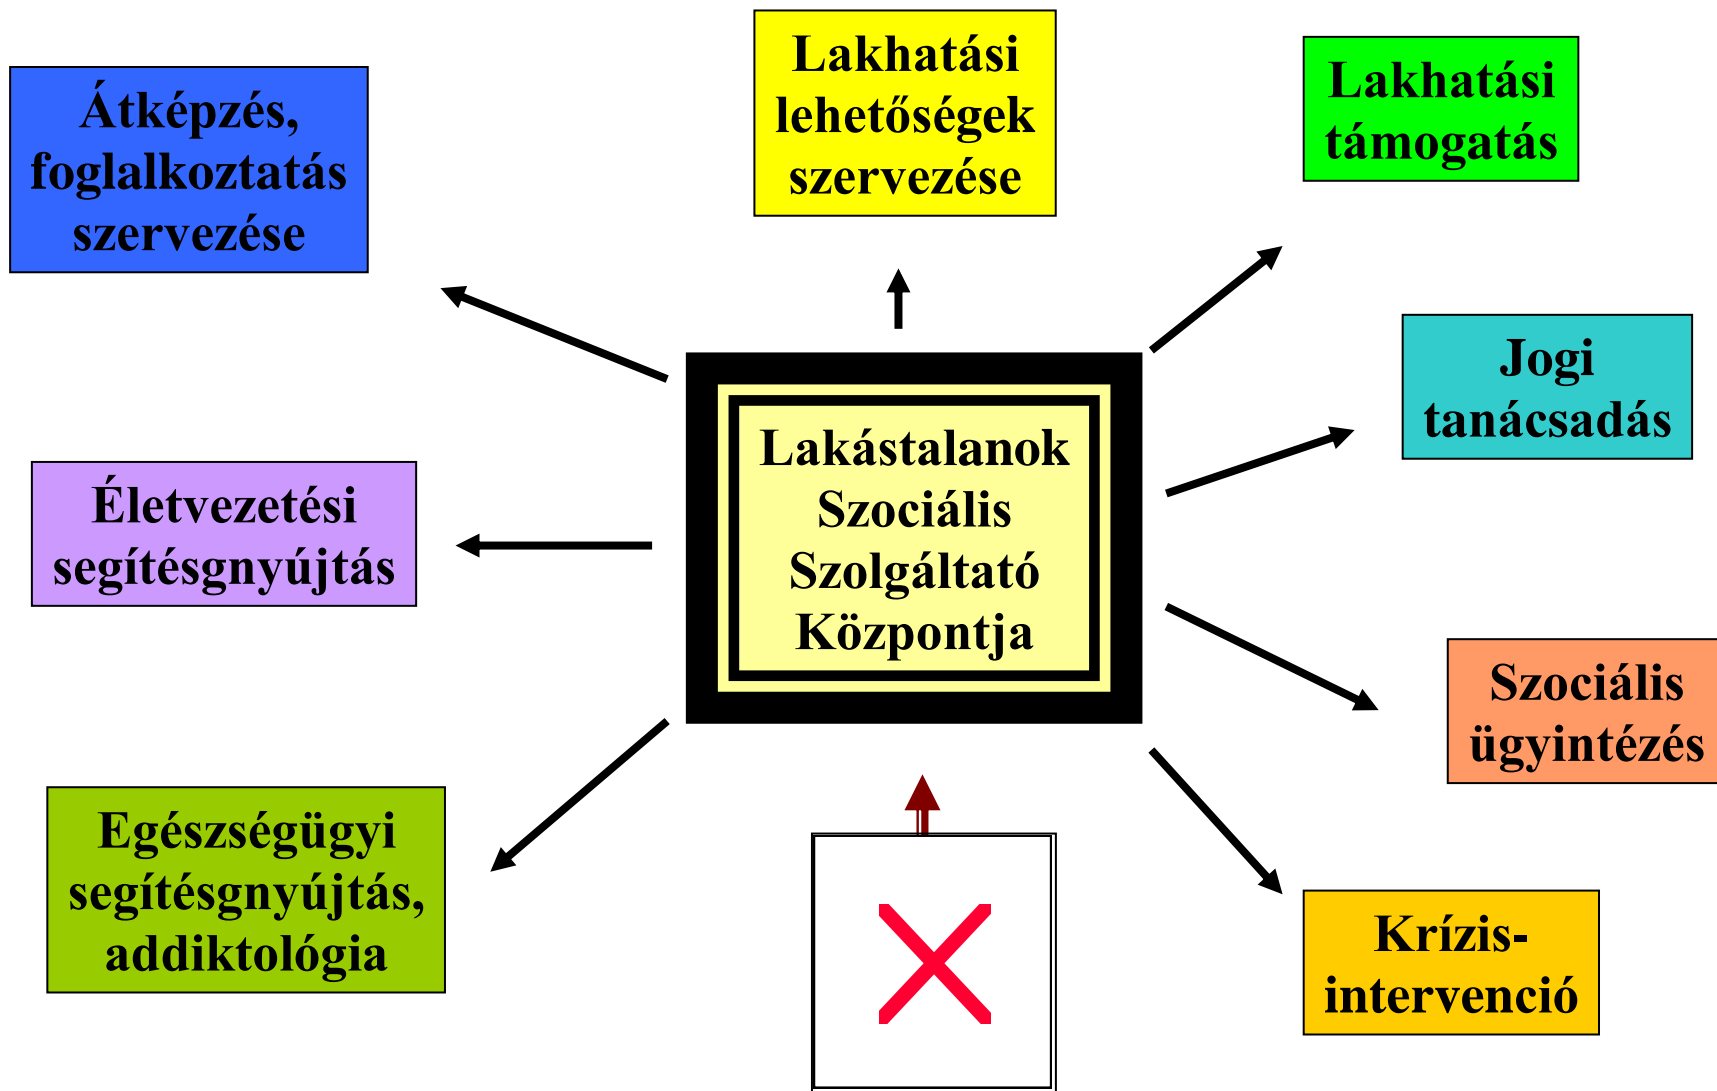 Átképzés,
foglalkoztatás
szervezése
Lakhatási
lehetőségek
szervezése
Lakhatási
támogatás
Jogi
tanácsadás
Lakástalanok
Szociális
Szolgáltató
Központja
Életvezetési
segítésgnyújtás
Szociális
ügyintézés
Egészségügyi
segítésgnyújtás,
addiktológia
Krízis-
intervenció